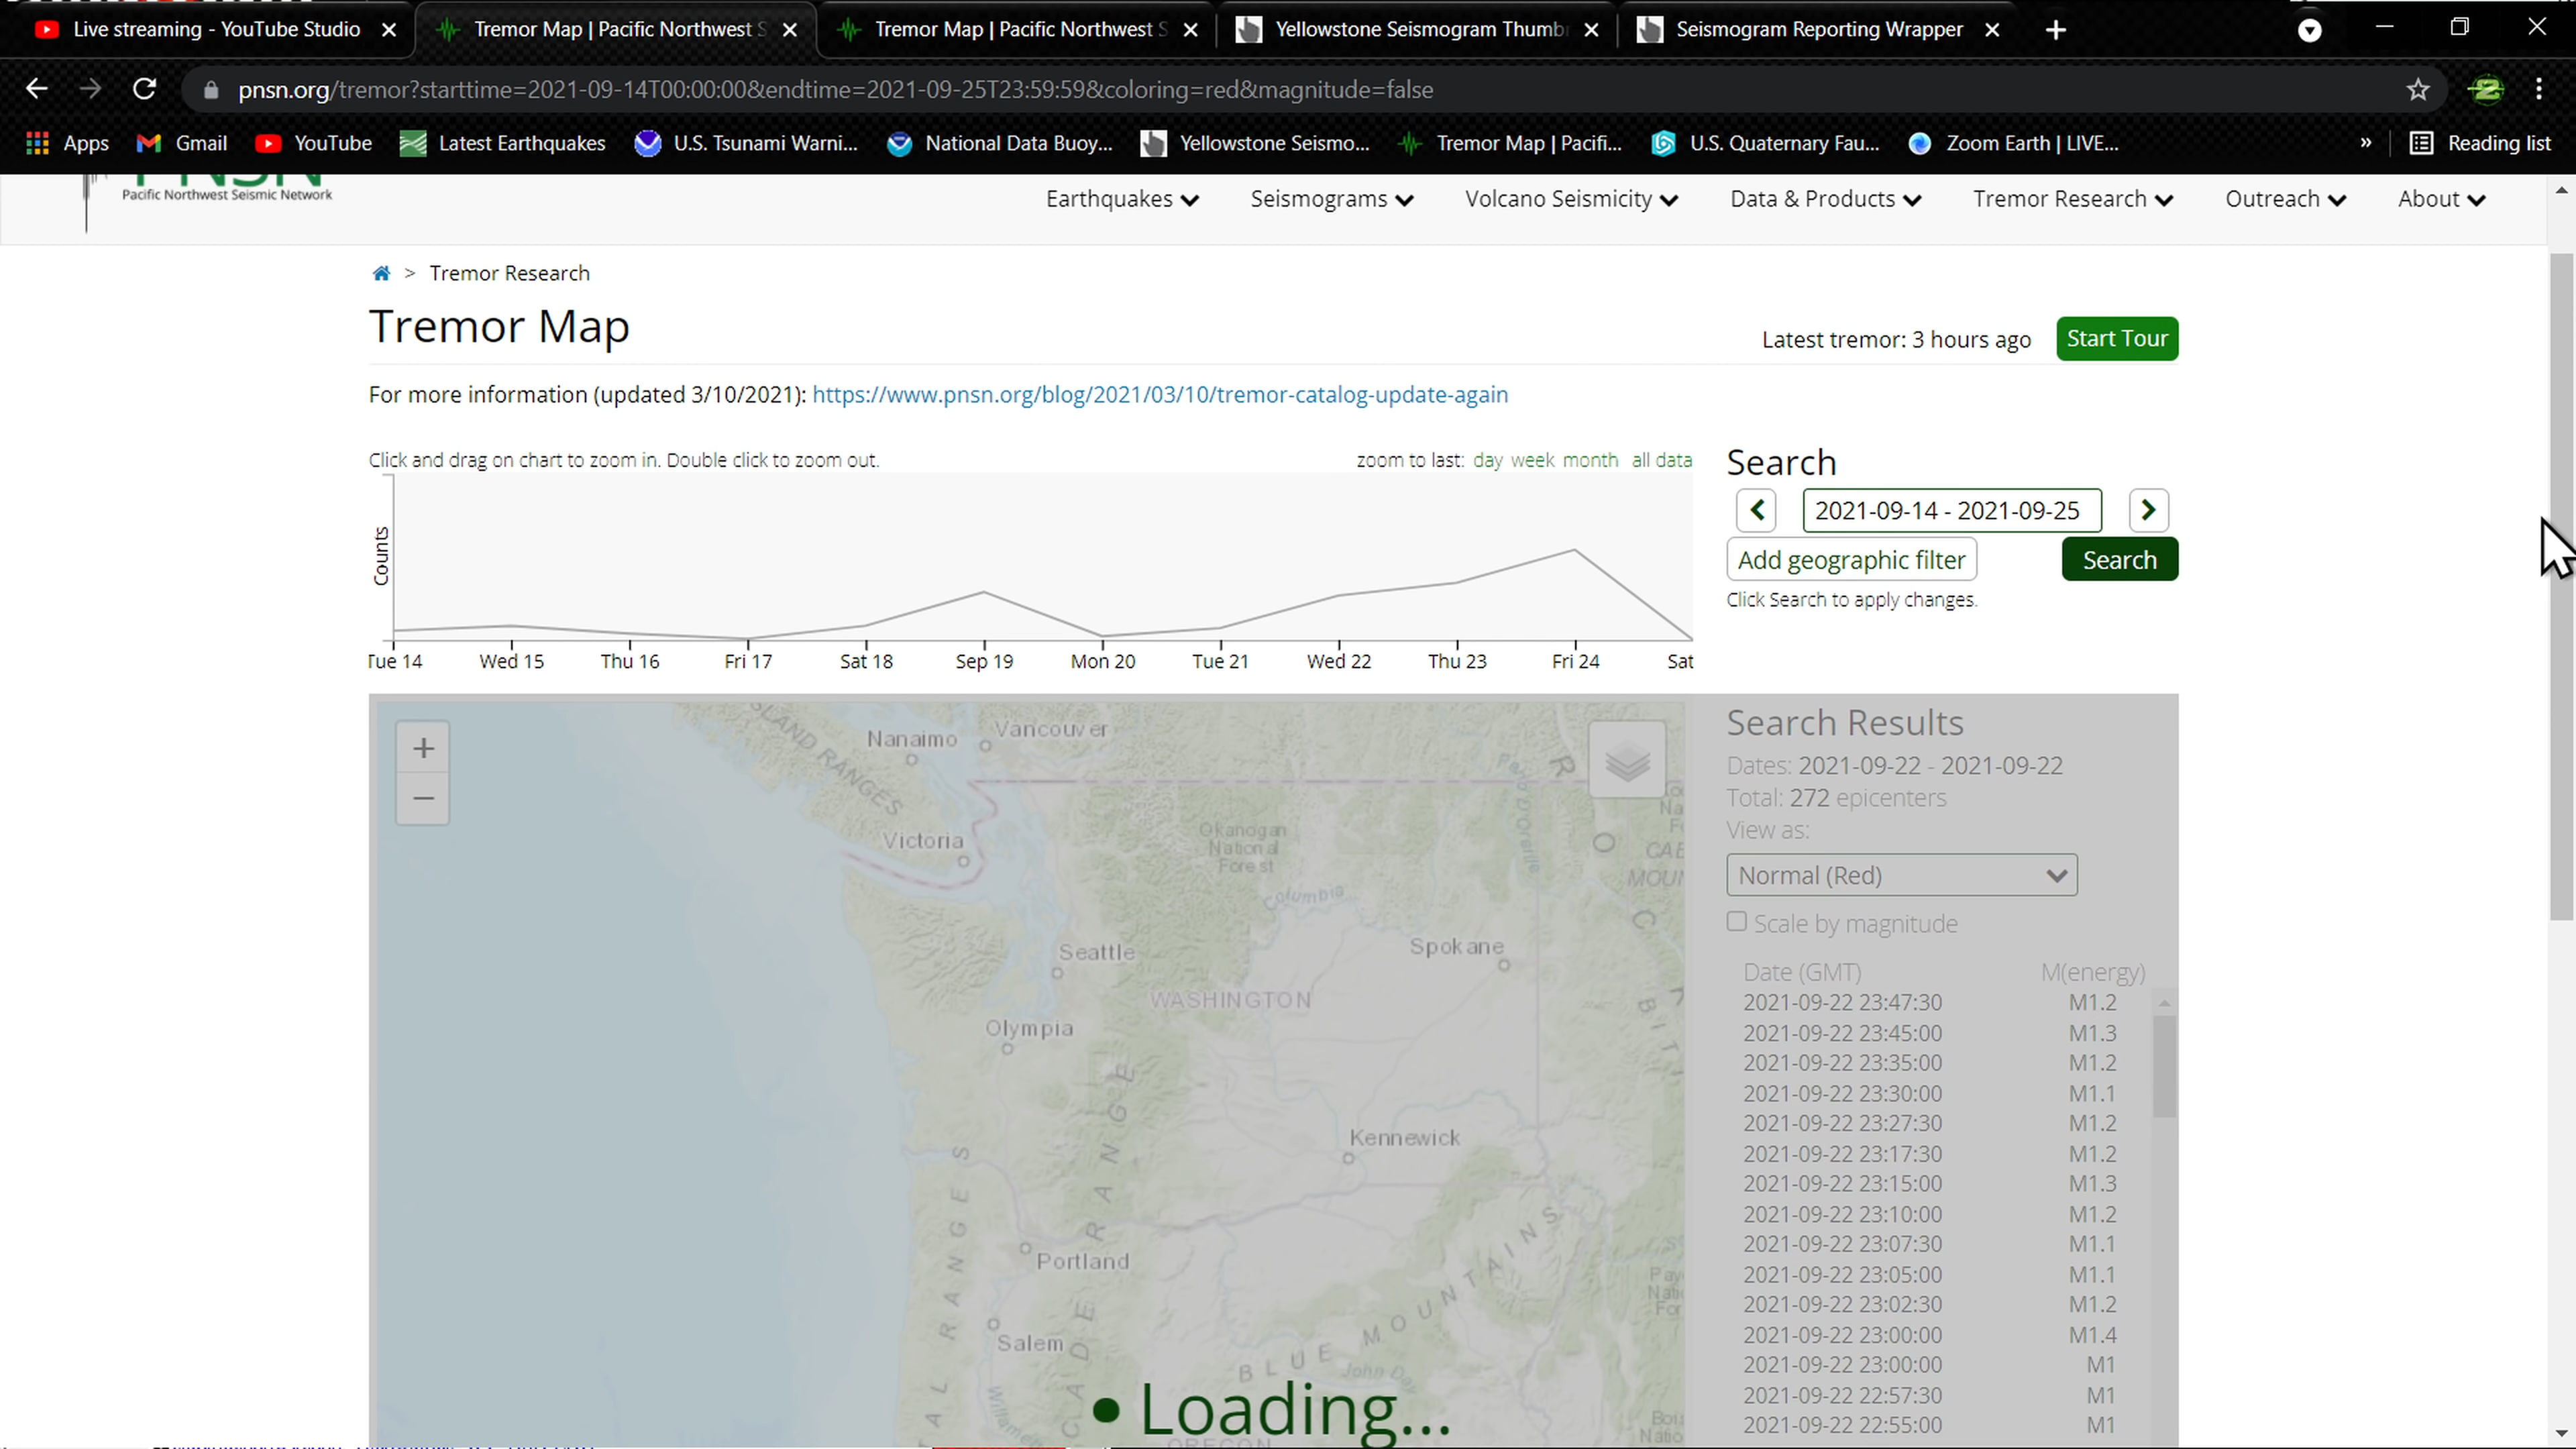 Live streaming - YouTube Studio
Tremor Map | Pacific Northwest S
Tremor Map | Pacific Northwest S
Yellowstone Seismogram Thumb
Seismogram Reporting Wrapper
pnsn.org/tremor?starttime=2021-09-14T00:00:00&endtime=2021-09-25T23:59:59&coloring=red&magnitude=false
Apps
Gmail
YouTube
Latest Earthquakes
U.S. Tsunami Warni...
National Data Buoy...
Yellowstone Seismo...
Tremor Map | Pacifi...
U.S. Quaternary Fau...
Zoom Earth | LIVE...
»
Reading list
PNSN
Pacific Northwest Seismic Network
Earthquakes
Seismograms
Volcano Seismicity
Data & Products
Tremor Research
Outreach
About
> Tremor Research
Tremor Map
Latest tremor: 3 hours ago
Start Tour
For more information (updated 3/10/2021): https://www.pnsn.org/blog/2021/03/10/tremor-catalog-update-again
Click and drag on chart to zoom in. Double click to zoom out.
zoom to last: day week month all data
Counts
Tue 14
Wed 15
Thu 16
Fri 17
Sat 18
Sep 19
Mon 20
Tue 21
Wed 22
Thu 23
Fri 24
Sat
Search
2021-09-14 - 2021-09-25
Add geographic filter
Search
Click Search to apply changes.
+
−
ISLAND RANGES
Nanaimo
Vancouver
Victoria
Okanogan
National
Forest
Columbia
Seattle
Spokane
WASHINGTON
Olympia
Kennewick
CASCADE RANGE
COASTAL RANGES
Portland
Salem
BLUE MOUNTAINS
John Day
OREGON
Loading...
Search Results
Dates: 2021-09-22 - 2021-09-22
Total: 272 epicenters
View as:
Normal (Red)
Scale by magnitude
Date (GMT) M(energy)
2021-09-22 23:47:30 M1.2
2021-09-22 23:45:00 M1.3
2021-09-22 23:35:00 M1.2
2021-09-22 23:30:00 M1.1
2021-09-22 23:27:30 M1.2
2021-09-22 23:17:30 M1.2
2021-09-22 23:15:00 M1.3
2021-09-22 23:10:00 M1.2
2021-09-22 23:07:30 M1.1
2021-09-22 23:05:00 M1.1
2021-09-22 23:02:30 M1.2
2021-09-22 23:00:00 M1.4
2021-09-22 23:00:00 M1
2021-09-22 22:57:30 M1
2021-09-22 22:55:00 M1